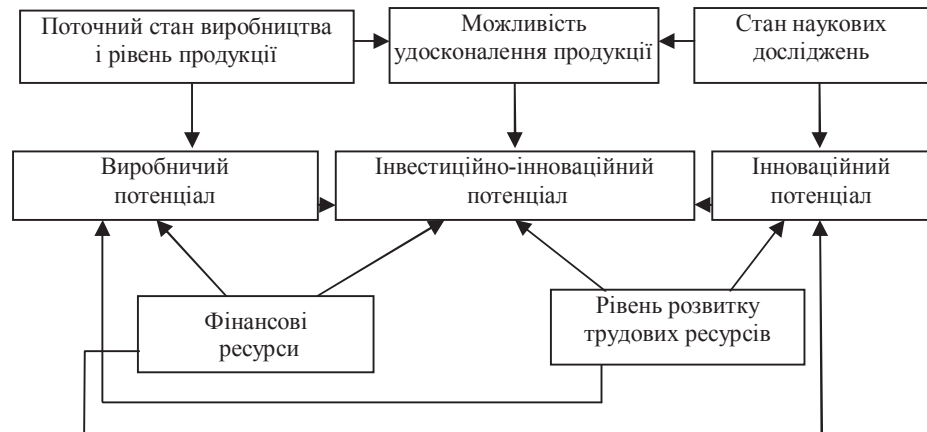 Поточний стан виробництва
і рівень продукції
Можливість
удосконалення продукції
Стан наукових
досліджень
Виробничий
потенціал
Інвестиційно-інноваційний
потенціал
Інноваційний
потенціал
Фінансові
ресурси
Рівень розвитку
трудових ресурсів